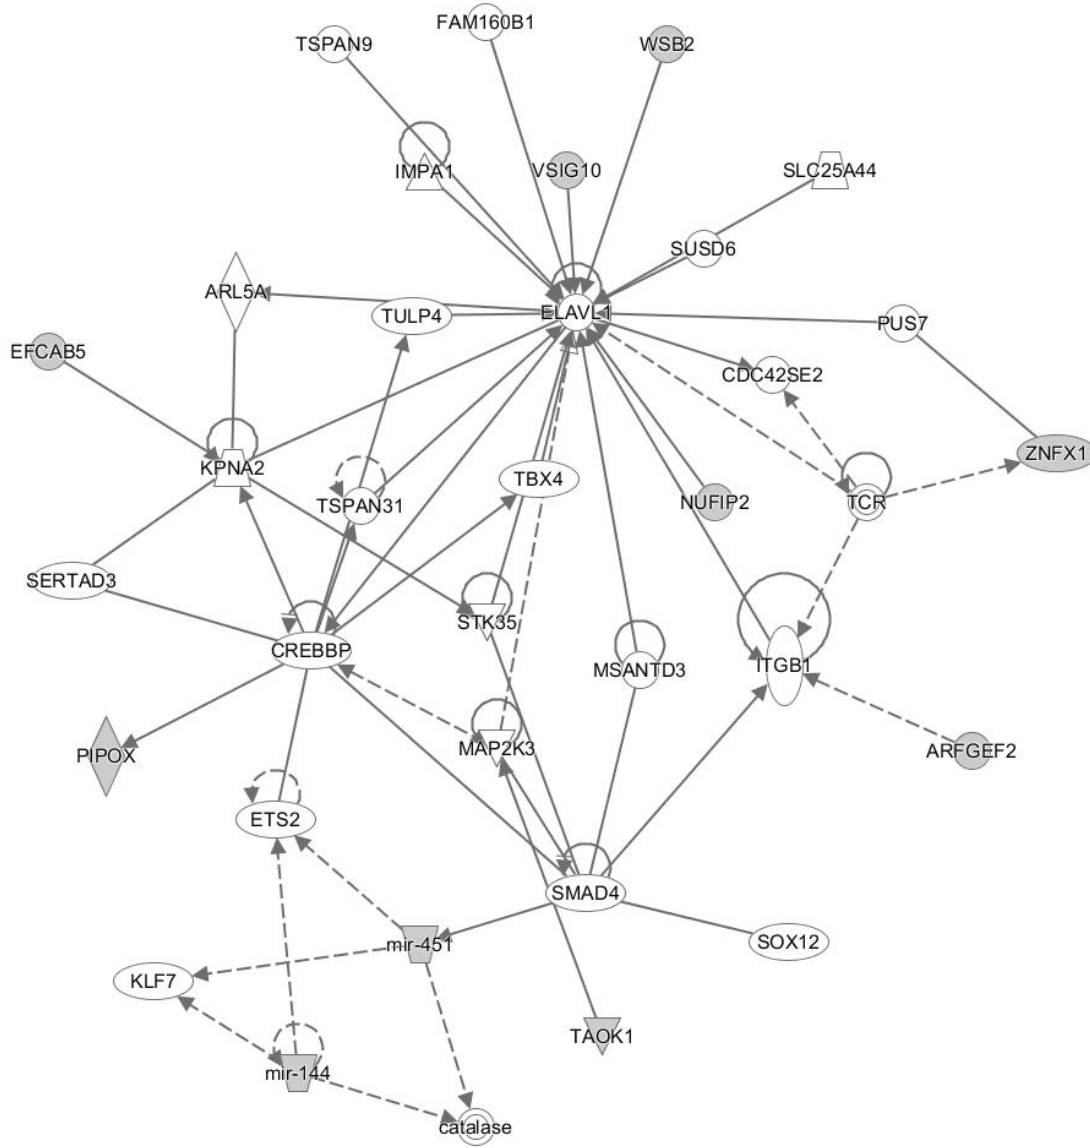 FAM160B1
TSPAN9
WSB2
IMPA1
VSIG10
SLC25A44
SUSD6
ARL5A
TULP4
ELAVL1
PUS7
EFCAB5
CDC42SE2
KPNA2
ZNFX1
TSPAN31
TBX4
NUFIP2
TCR
SERTAD3
STK35
CREBBP
MSANTD3
ITGB1
PIPOX
MAP2K3
ARFGEF2
ETS2
SMAD4
mir-451
SOX12
KLF7
TAOK1
mir-144
catalase